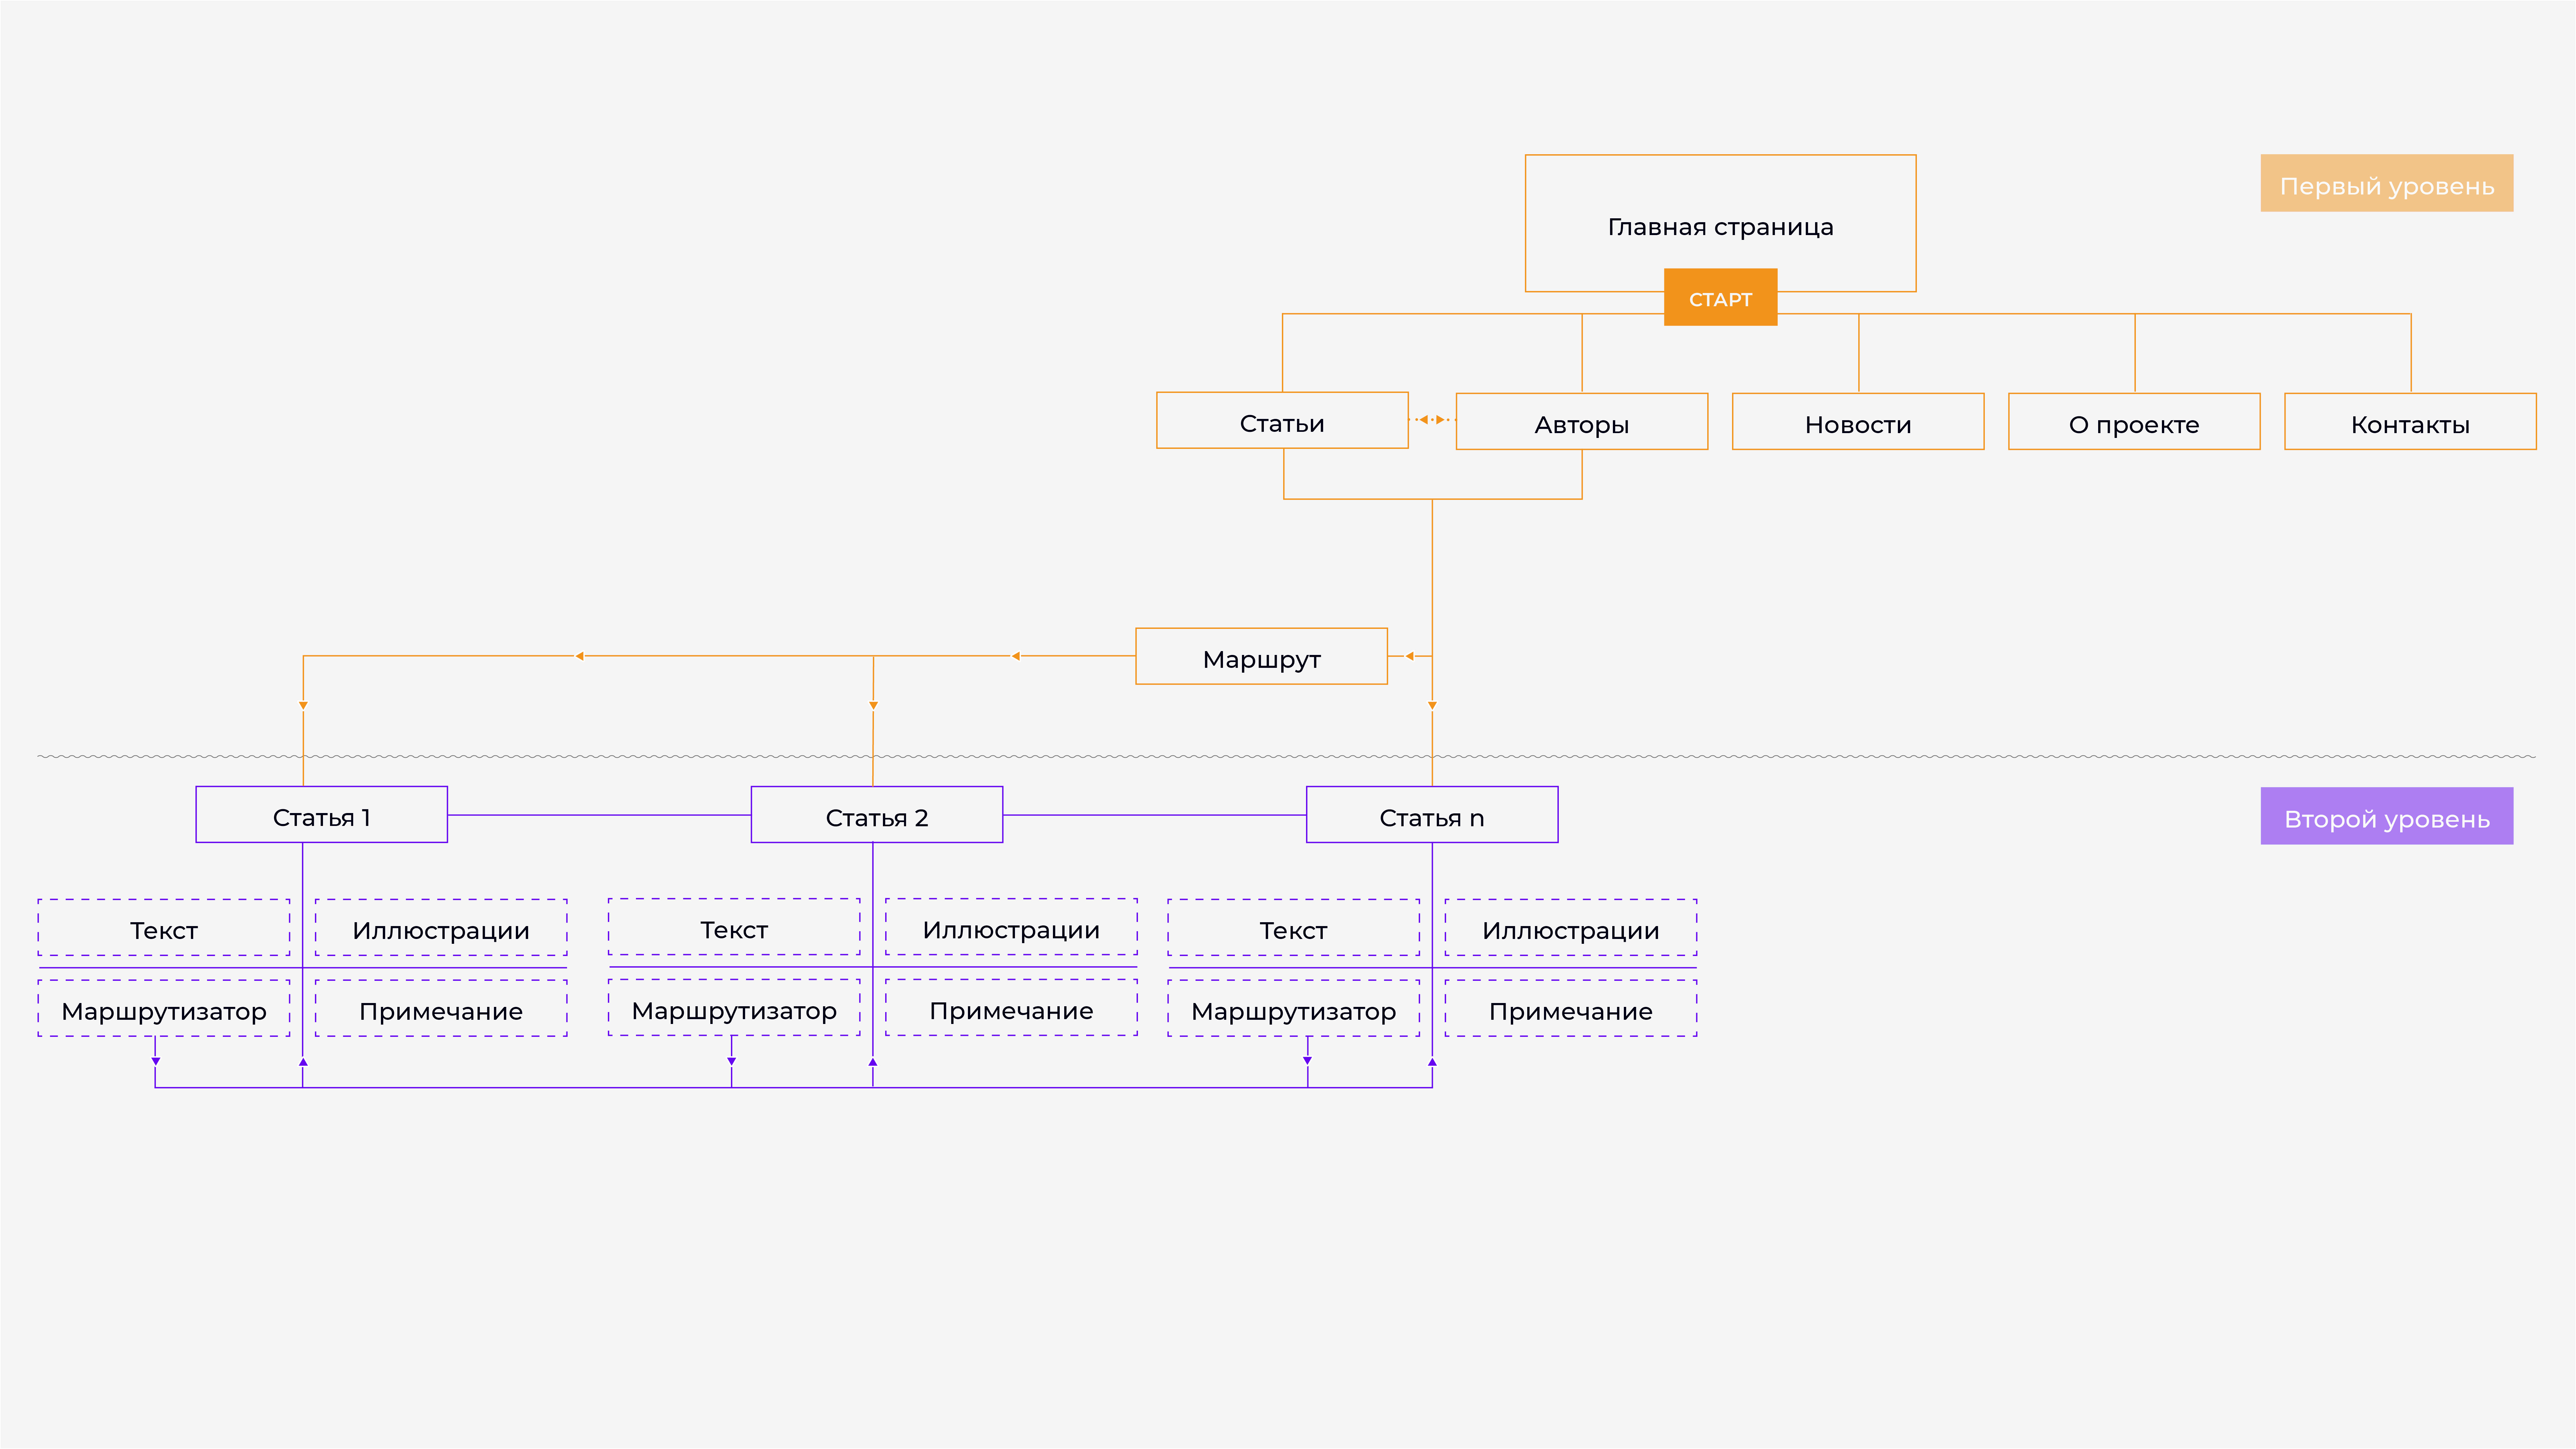 Первый уровень
Главная страница
СТАРТ
Статьи
Авторы
Новости
О проекте
Контакты
Маршрут
Статья 1
Статья 2
Статья n
Второй уровень
Текст
Иллюстрации
Текст
Иллюстрации
Текст
Иллюстрации
Маршрутизатор
Примечание
Маршрутизатор
Примечание
Маршрутизатор
Примечание